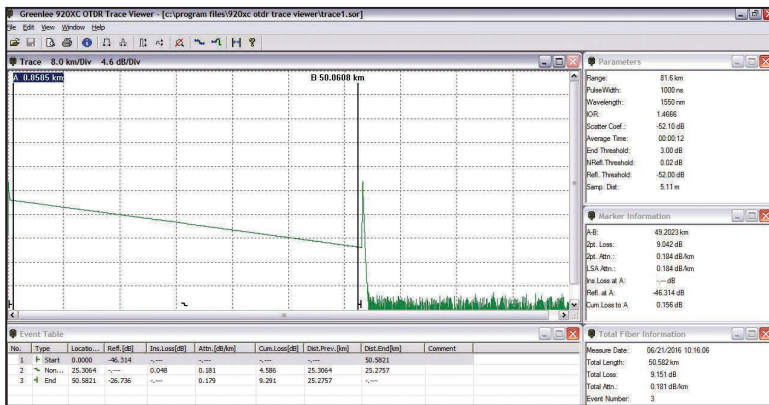 Greenlee 920XC OTDR Trace Viewer - [c:\program files\920xc otdr trace viewer\trace1.sor]
File Edit View Window Help
Trace 8.0 km/Div 4.6 dB/Div
A 0.8585 km
B 50.0608 km
Parameters
Range: 81.6 km
PulseWidth: 1000 ns
Wavelength: 1550 nm
IOR: 1.4666
Scatter Coef.: -52.10 dB
Average Time: 00:00:12
End Threshold: 3.00 dB
NRefl.Threshold: 0.02 dB
Refl. Threshold: -52.00 dB
Samp. Dist: 5.11 m
Marker Information
A-B: 49.2023 km
2pt. Loss: 9.042 dB
2pt. Attn.: 0.184 dB/km
LSA Attn.: 0.184 dB/km
Ins.Loss at A: -.-- dB
Refl. at A: -46.314 dB
Cum.Loss to A 0.156 dB
Event Table
No. Type Locatio... Refl.[dB] Ins.Loss[dB] Attn.[dB/km] Cum.Loss[dB] Dist.Prev.[km] Dist.End[km] Comment
1 Start 0.0000 -46.314 -.--- -.--- -.--- -.--- 50.5821
2 Non... 25.3064 -.--- 0.048 0.181 4.586 25.3064 25.2757
3 End 50.5821 -26.736 -.--- 0.179 9.291 25.2757 -.---
Total Fiber Information
Measure Date: 06/21/2016 10:16:06
Total Length: 50.582 km
Total Loss: 9.151 dB
Total Attn.: 0.181 dB/km
Event Number: 3